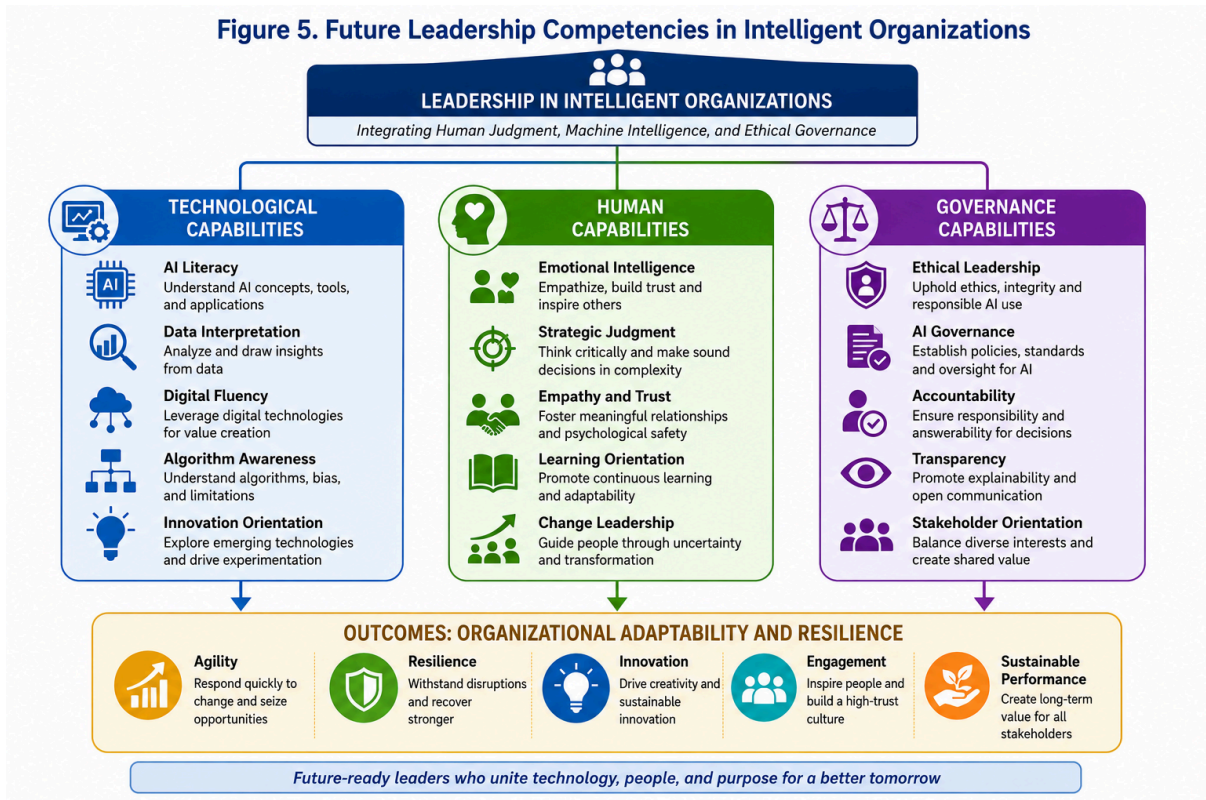 Figure 5. Future Leadership Competencies in Intelligent Organizations
LEADERSHIP IN INTELLIGENT ORGANIZATIONS
Integrating Human Judgment, Machine Intelligence, and Ethical Governance
TECHNOLOGICAL
CAPABILITIES
AI
AI Literacy
Understand AI concepts, tools,
and applications
Data Interpretation
Analyze and draw insights
from data
Digital Fluency
Leverage digital technologies
for value creation
Algorithm Awareness
Understand algorithms, bias,
and limitations
Innovation Orientation
Explore emerging technologies
and drive experimentation
HUMAN
CAPABILITIES
Emotional Intelligence
Empathize, build trust and
inspire others
Strategic Judgment
Think critically and make sound
decisions in complexity
Empathy and Trust
Foster meaningful relationships
and psychological safety
Learning Orientation
Promote continuous learning
and adaptability
Change Leadership
Guide people through uncertainty
and transformation
GOVERNANCE
CAPABILITIES
Ethical Leadership
Uphold ethics, integrity and
responsible AI use
AI Governance
Establish policies, standards
and oversight for AI
Accountability
Ensure responsibility and
answerability for decisions
Transparency
Promote explainability and
open communication
Stakeholder Orientation
Balance diverse interests and
create shared value
OUTCOMES: ORGANIZATIONAL ADAPTABILITY AND RESILIENCE
Agility
Respond quickly to
change and seize
opportunities
Resilience
Withstand disruptions
and recover
stronger
Innovation
Drive creativity and
sustainable
innovation
Engagement
Inspire people and
build a high-trust
culture
Sustainable
Performance
Create long-term
value for all
stakeholders
Future-ready leaders who unite technology, people, and purpose for a better tomorrow